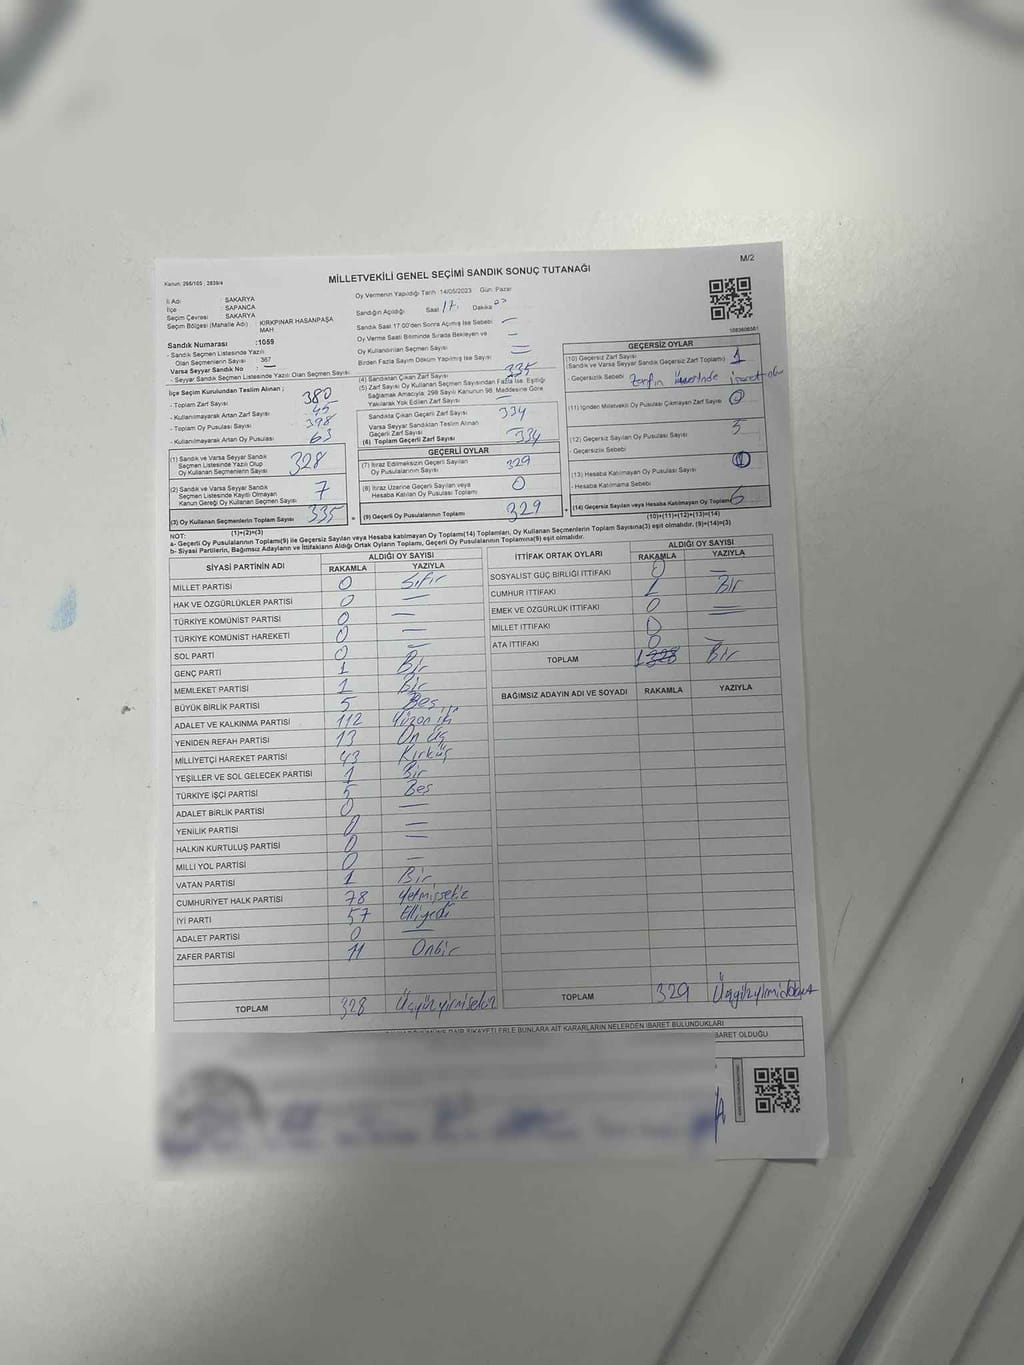 M/2
Kanun: 298/105 ; 2839/4
MİLLETVEKİLİ GENEL SEÇİMİ SANDIK SONUÇ TUTANAĞI
İl Adı : SAKARYA
İlçe : SAPANCA
Seçim Çevresi : SAKARYA
Seçim Bölgesi (Mahalle Adı) : KIRKPINAR HASANPAŞA MAH.
Sandık Numarası :1059
- Sandık Seçmen Listesinde Yazılı
Olan Seçmenlerin Sayısı : 367
Varsa Seyyar Sandık No : —
- Seyyar Sandık Seçmen Listesinde Yazılı Olan Seçmen Sayısı:
İlçe Seçim Kurulundan Teslim Alınan ;
- Toplam Zarf Sayısı 380
- Kullanılmayarak Artan Zarf Sayısı 45
- Toplam Oy Pusulası Sayısı 398
- Kullanılmayarak Artan Oy Pusulası 63
(1) Sandık ve Varsa Seyyar Sandık
Seçmen Listesinde Yazılı Olup
Oy Kullanan Seçmenlerin Sayısı 328
(2) Sandık ve Varsa Seyyar Sandık
Seçmen Listesinde Kayıtlı Olmayan
Kanun Gereği Oy Kullanan Seçmen Sayısı 7
(3) Oy Kullanan Seçmenlerin Toplam Sayısı 335
(1)+(2)=(3)
Oy Vermenin Yapıldığı Tarih :14/05/2023 Gün: Pazar
Sandığın Açıldığı Saat 17. Dakika
Sandık Saat 17:00'den Sonra Açılmış İse Sebebi —
Oy Verme Saati Bitiminde Sırada Bekleyen ve
Oy Kullandırılan Seçmen Sayısı
Birden Fazla Sayım Döküm Yapılmış İse Sayısı —
(4) Sandıktan Çıkan Zarf Sayısı 335
(5) Zarf Sayısı Oy Kullanan Seçmen Sayısından Fazla İse, Eşitliği
Sağlamak Amacıyla; 298 Sayılı Kanunun 98. Maddesine Göre
Yakılarak Yok Edilen Zarf Sayısı —
Sandıkta Çıkan Geçerli Zarf Sayısı 334
Varsa Seyyar Sandıktan Teslim Alınan
Geçerli Zarf Sayısı —
(6) Toplam Geçerli Zarf Sayısı 334
GEÇERLİ OYLAR
(7) İtiraz Edilmeksizin Geçerli Sayılan
Oy Pusulalarının Sayısı 329
(8) İtiraz Üzerine Geçerli Sayılan veya
Hesaba Katılan Oy Pusulası Toplamı 0
= (9) Geçerli Oy Pusulalarının Toplamı 329
1083608561
GEÇERSİZ OYLAR
(10) Geçersiz Zarf Sayısı
(Sandık ve Varsa Seyyar Sandık Geçersiz Zarf Toplamı) 1
- Geçersizlik Sebebi Zarfın üzerinde
(11) İçinden Milletvekili Oy Pusulası Çıkmayan Zarf Sayısı 0
(12) Geçersiz Sayılan Oy Pusulası Sayısı 5
- Geçersizlik Sebebi
(13) Hesaba Katılmayan Oy Pusulası Sayısı
- Hesaba Katılmama Sebebi
+ (14) Geçersiz Sayılan veya Hesaba Katılmayan Oy Toplamı 6
(10)+(11)+(12)+(13)=(14)
NOT:
a- Geçerli Oy Pusulalarının Toplamı(9) ile Geçersiz Sayılan veya Hesaba Katılmayan Oy Toplamı(14) Toplamları, Oy Kullanan Seçmenlerin Toplam Sayısına(3) eşit olmalıdır. (9)+(14)=(3)
b- Siyasi Partilerin, Bağımsız Adayların ve İttifakların Aldığı Ortak Oyların Toplamı, Geçerli Oy Pusulalarının Toplamına(9) eşit olmalıdır.
SİYASİ PARTİNİN ADI ALDIĞI OY SAYISI
RAKAMLA YAZIYLA
MİLLET PARTİSİ 0 Sıfır
HAK VE ÖZGÜRLÜKLER PARTİSİ 0 —
TÜRKİYE KOMÜNİST PARTİSİ 0 —
TÜRKİYE KOMÜNİST HAREKETİ 0 —
SOL PARTİ 0 —
GENÇ PARTİ 1 Bir
MEMLEKET PARTİSİ 1 Bir
BÜYÜK BİRLİK PARTİSİ 5 Beş
ADALET VE KALKINMA PARTİSİ 112 Yüzoniki
YENİDEN REFAH PARTİSİ 13 On üç
MİLLİYETÇİ HAREKET PARTİSİ 43 Kırküç
YEŞİLLER VE SOL GELECEK PARTİSİ 1 Bir
TÜRKİYE İŞÇİ PARTİSİ 5 Beş
ADALET BİRLİK PARTİSİ 0 —
YENİLİK PARTİSİ 0 —
HALKIN KURTULUŞ PARTİSİ 0 —
MİLLİ YOL PARTİSİ 0 —
VATAN PARTİSİ 1 Bir
CUMHURİYET HALK PARTİSİ 78 Yetmişsekiz
İYİ PARTİ 57 Elliyedi
ADALET PARTİSİ 0 —
ZAFER PARTİSİ 11 Onbir
TOPLAM 328 Üçyüzyirmisekiz
İTTİFAK ORTAK OYLARI ALDIĞI OY SAYISI
RAKAMLA YAZIYLA
SOSYALİST GÜÇ BİRLİĞİ İTTİFAKI 0 —
CUMHUR İTTİFAKI 1 Bir
EMEK VE ÖZGÜRLÜK İTTİFAKI 0 —
MİLLET İTTİFAKI 0
ATA İTTİFAKI 0 —
TOPLAM 1 Bir
BAĞIMSIZ ADAYIN ADI VE SOYADI RAKAMLA YAZIYLA
TOPLAM 329 Üçyüzyirmidokuz
ŞİKAYETLERLE BUNLARA AİT KARARLARIN NELERDEN İBARET BULUNDUKLARI
İBARET OLDUĞU